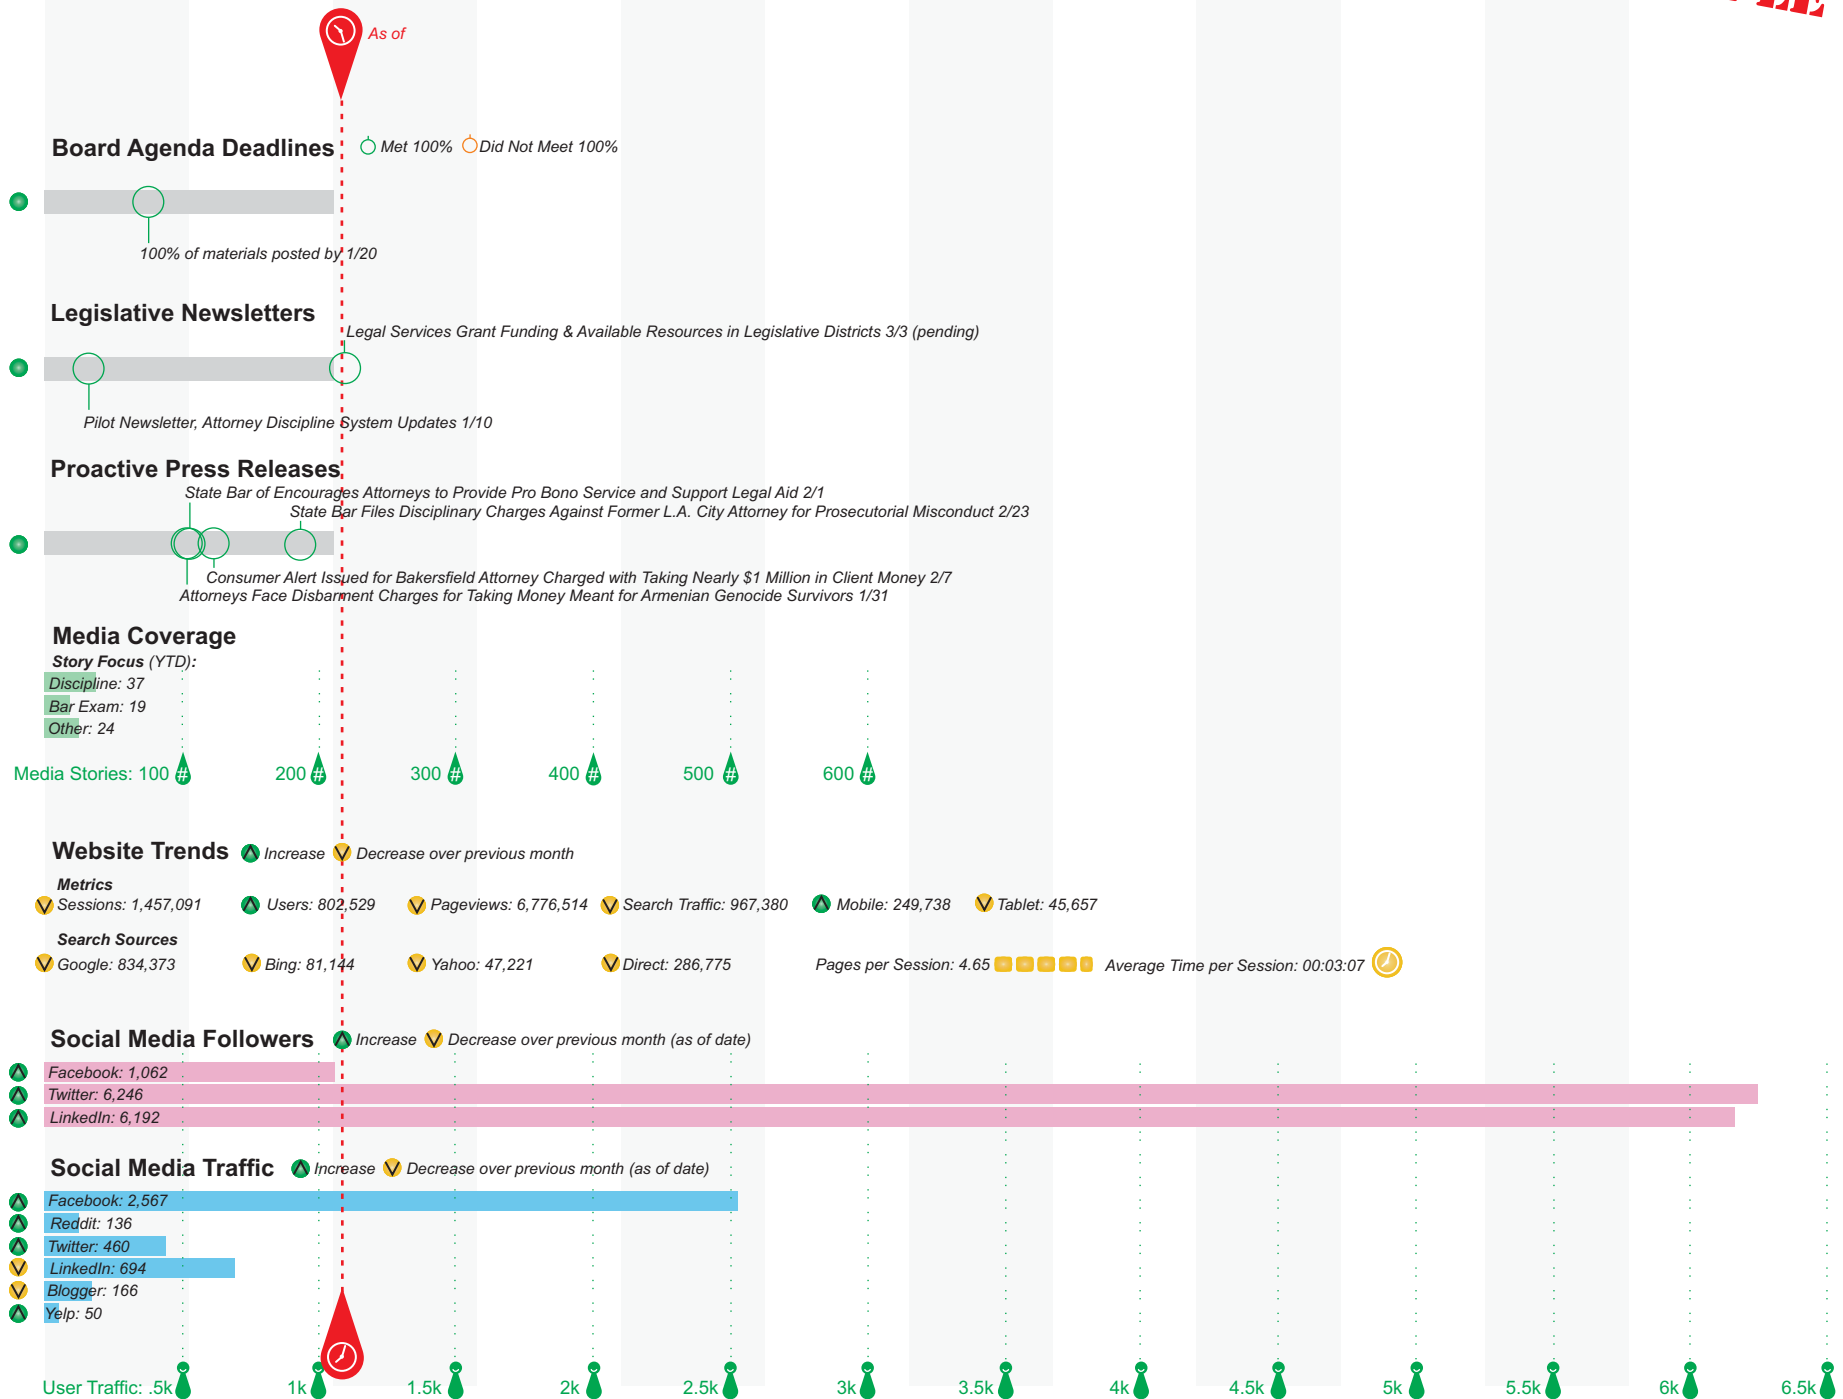 As of
Board Agenda Deadlines
Met 100% Did Not Meet 100%
100% of materials posted by 1/20
Legislative Newsletters
Legal Services Grant Funding & Available Resources in Legislative Districts 3/3 (pending)
Pilot Newsletter, Attorney Discipline System Updates 1/10
Proactive Press Releases
State Bar of Encourages Attorneys to Provide Pro Bono Service and Support Legal Aid 2/1
State Bar Files Disciplinary Charges Against Former L.A. City Attorney for Prosecutorial Misconduct 2/23
Consumer Alert Issued for Bakersfield Attorney Charged with Taking Nearly $1 Million in Client Money 2/7
Attorneys Face Disbarment Charges for Taking Money Meant for Armenian Genocide Survivors 1/31
Media Coverage
Story Focus (YTD):
Discipline: 37
Bar Exam: 19
Other: 24
Media Stories: 100 # 200 # 300 # 400 # 500 # 600 #
Website Trends Increase Decrease over previous month
Metrics
Sessions: 1,457,091 Users: 802,529 Pageviews: 6,776,514 Search Traffic: 967,380 Mobile: 249,738 Tablet: 45,657
Search Sources
Google: 834,373 Bing: 81,144 Yahoo: 47,221 Direct: 286,775 Pages per Session: 4.65 Average Time per Session: 00:03:07
Social Media Followers Increase Decrease over previous month (as of date)
Facebook: 1,062
Twitter: 6,246
LinkedIn: 6,192
Social Media Traffic Increase Decrease over previous month (as of date)
Facebook: 2,567
Reddit: 136
Twitter: 460
LinkedIn: 694
Blogger: 166
Yelp: 50
User Traffic: .5k 1k 1.5k 2k 2.5k 3k 3.5k 4k 4.5k 5k 5.5k 6k 6.5k